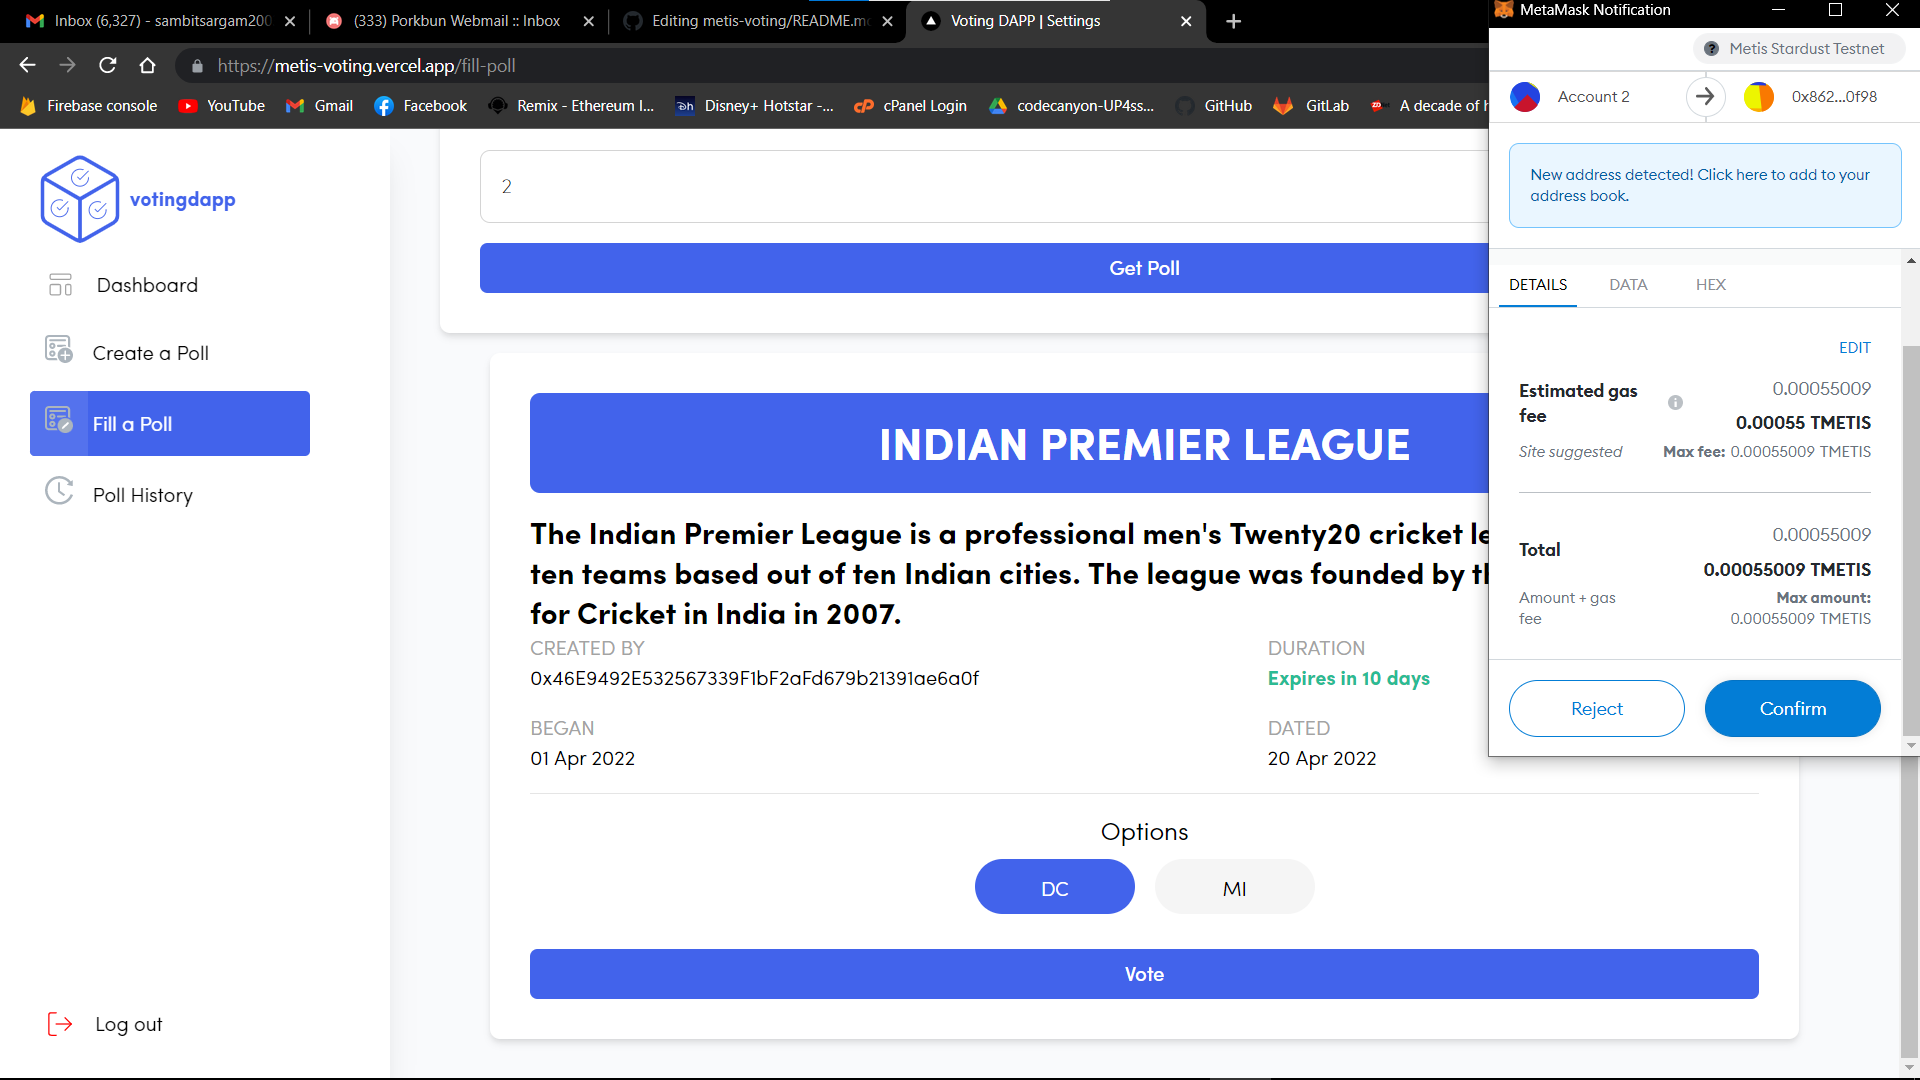 Inbox (6,327) - sambitsargam200
(333) Porkbun Webmail :: Inbox
Editing metis-voting/README.m
Voting DAPP | Settings
MetaMask Notification
https://metis-voting.vercel.app/fill-poll
Metis Stardust Testnet
Firebase console
YouTube
Gmail
Facebook
Remix - Ethereum I...
Disney+ Hotstar -...
cPanel Login
codecanyon-UP4ss...
GitHub
GitLab
A decade of h
Account 2
0x862...0f98
New address detected! Click here to add to your
address book.
votingdapp
Dashboard
Create a Poll
Fill a Poll
Poll History
Log out
2
Get Poll
INDIAN PREMIER LEAGUE
The Indian Premier League is a professional men's Twenty20 cricket le
ten teams based out of ten Indian cities. The league was founded by th
for Cricket in India in 2007.
CREATED BY
0x46E9492E532567339F1bF2aFd679b21391ae6a0f
DURATION
Expires in 10 days
BEGAN
01 Apr 2022
DATED
20 Apr 2022
Options
DC
MI
Vote
DETAILS
DATA
HEX
EDIT
Estimated gas
fee
0.00055009
0.00055 TMETIS
Site suggested
Max fee: 0.00055009 TMETIS
Total
0.00055009
0.00055009 TMETIS
Amount + gas
fee
Max amount:
0.00055009 TMETIS
Reject
Confirm